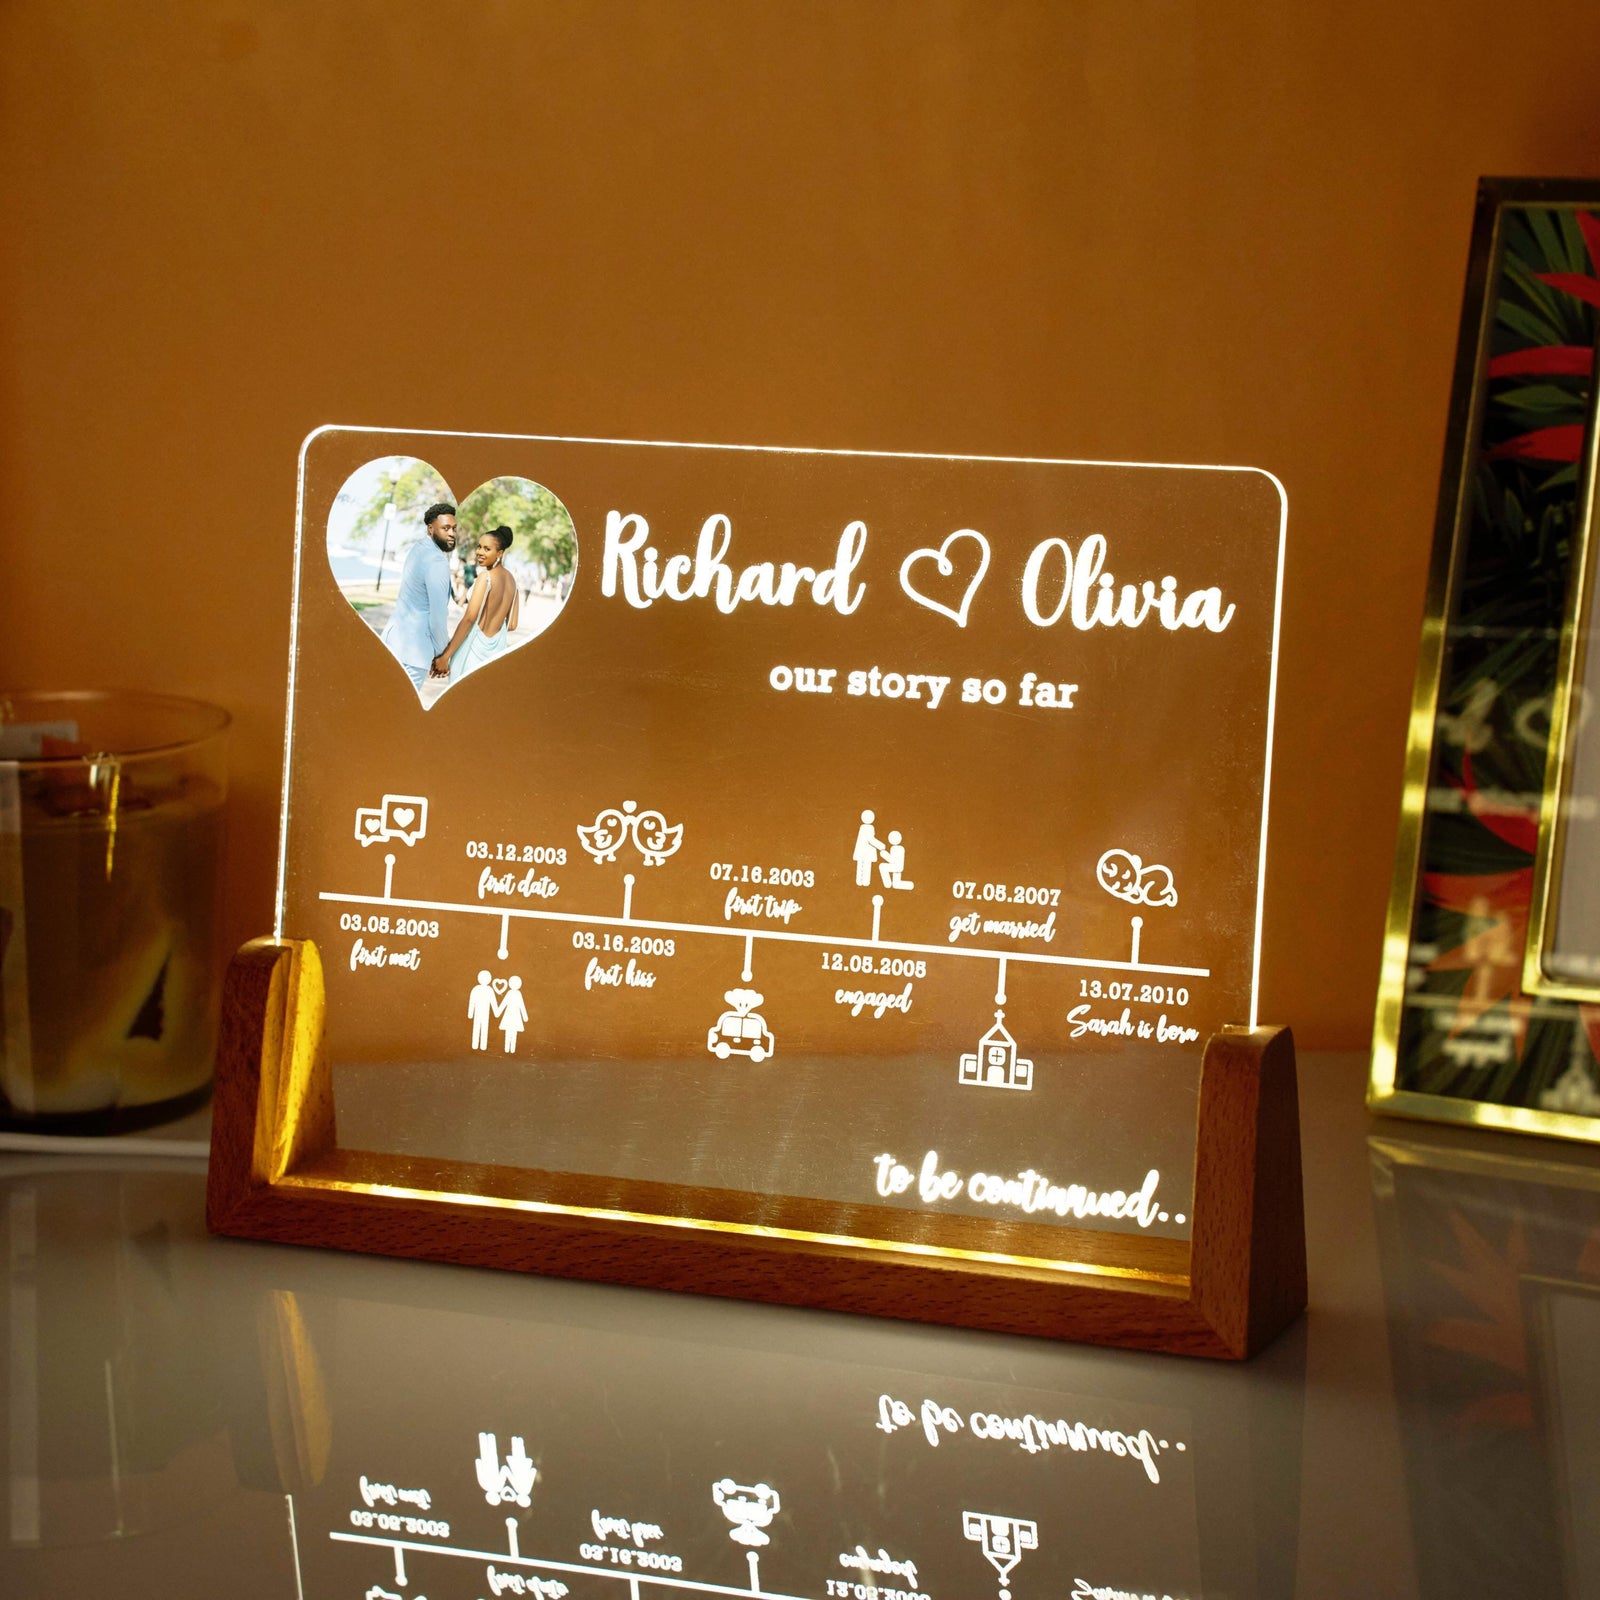 Richard Olivia
our story so far
03.05.2003
first met
03.12.2003
first date
03.16.2003
first kiss
07.16.2003
first trip
12.05.2005
engaged
07.05.2007
get married
13.07.2010
Sarah is born
to be continued..